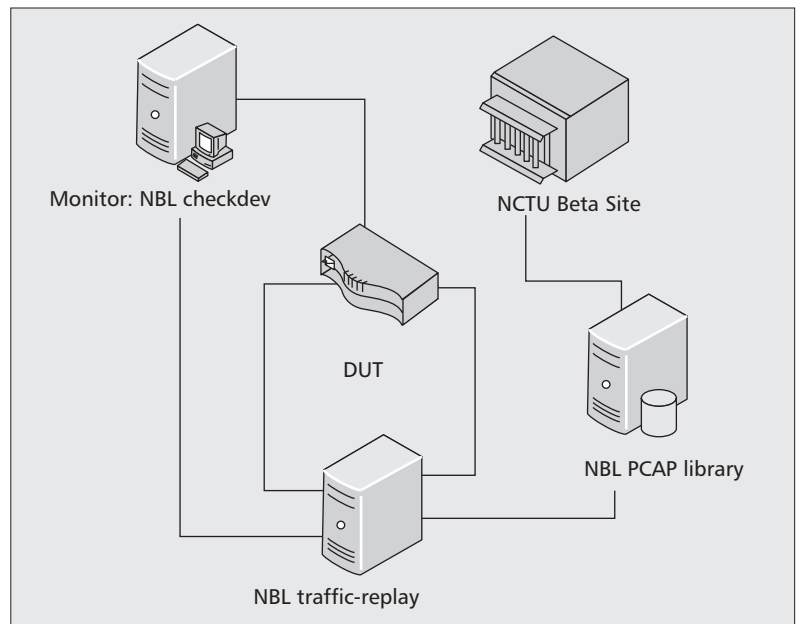 Monitor: NBL checkdev
NCTU Beta Site
DUT
NBL PCAP library
NBL traffic-replay